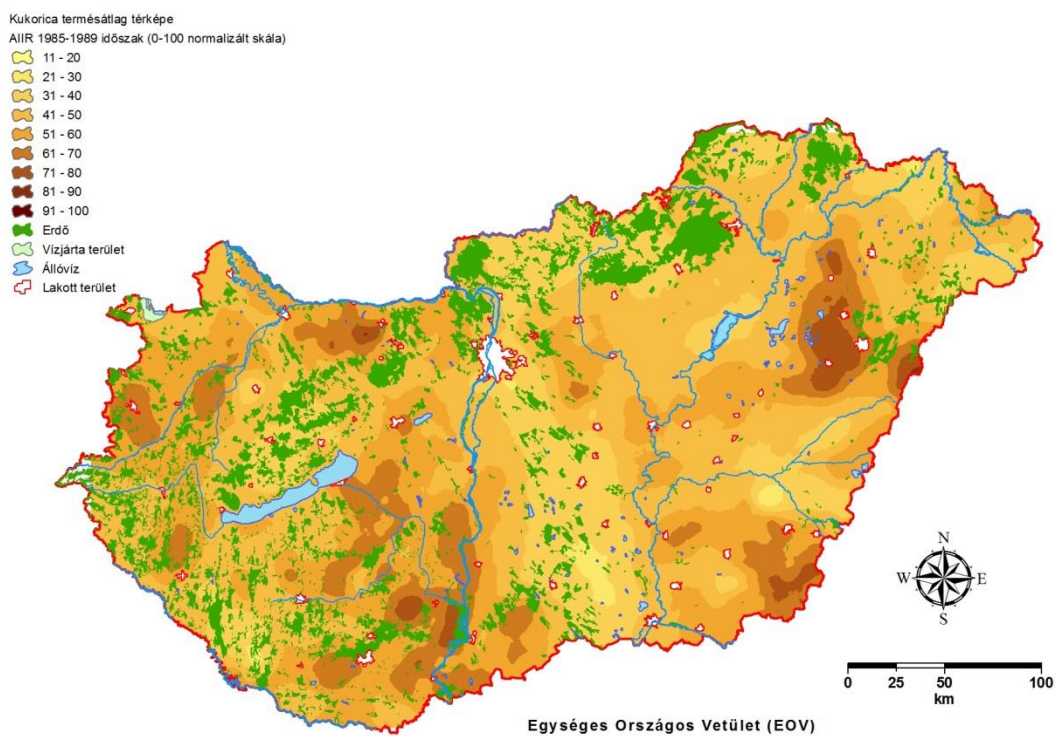 Kukorica termésátlag térképe
AIIR 1985-1989 időszak (0-100 normalizált skála)
11 - 20
21 - 30
31 - 40
41 - 50
51 - 60
61 - 70
71 - 80
81 - 90
91 - 100
Erdő
Vízjárta terület
Állóvíz
Lakott terület
N
W E
S
0 25 50 100
km
Egységes Országos Vetület (EOV)